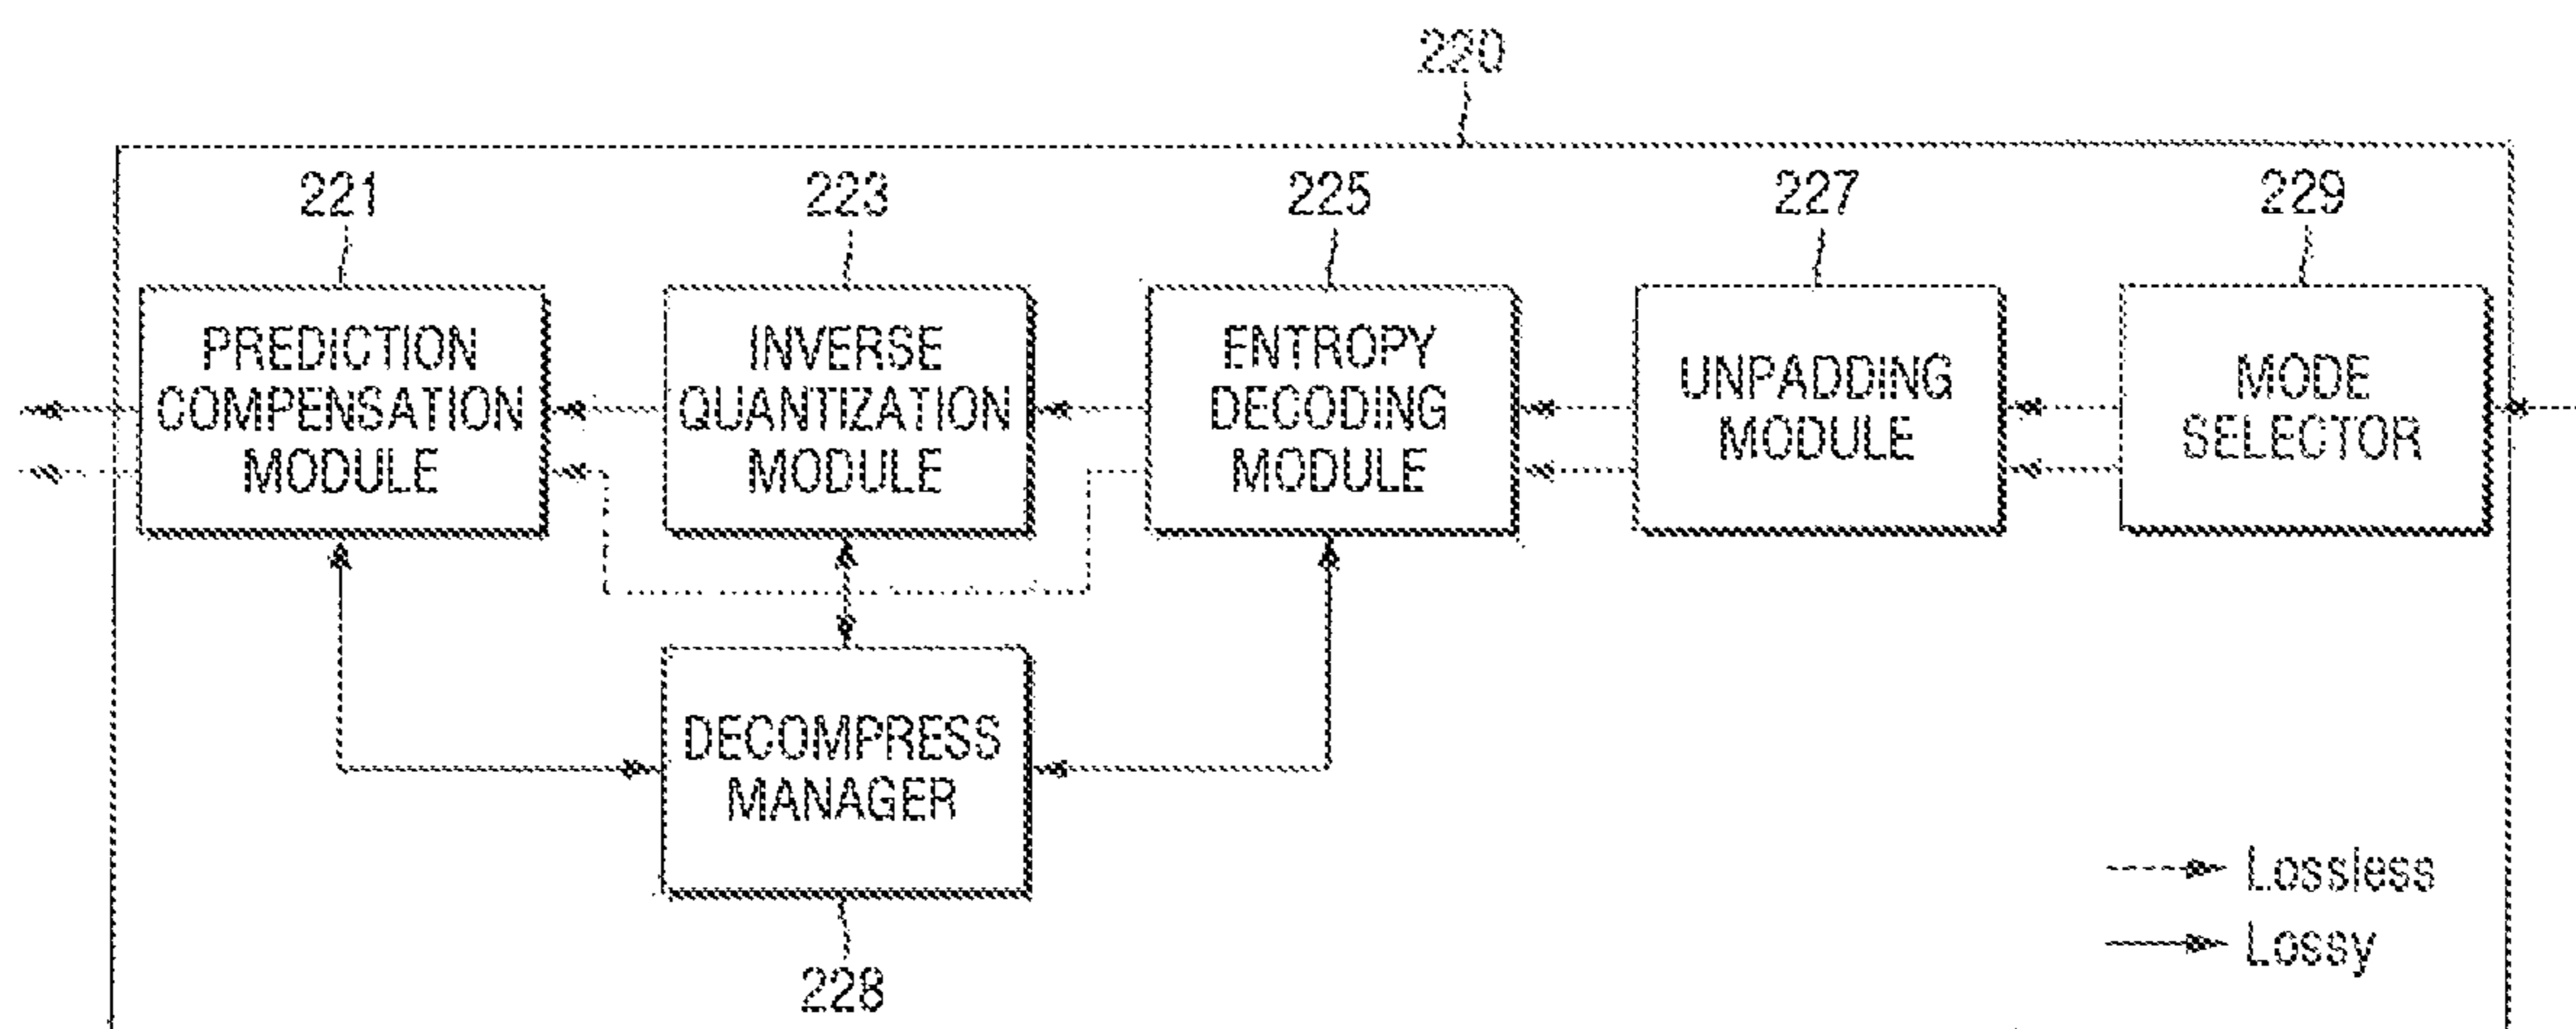 220
221
223
225
227
229
PREDICTION
COMPENSATION
MODULE
INVERSE
QUANTIZATION
MODULE
ENTROPY
DECODING
MODULE
UNPADDING
MODULE
MODE
SELECTOR
DECOMPRESS
MANAGER
228
Lossless
Lossy